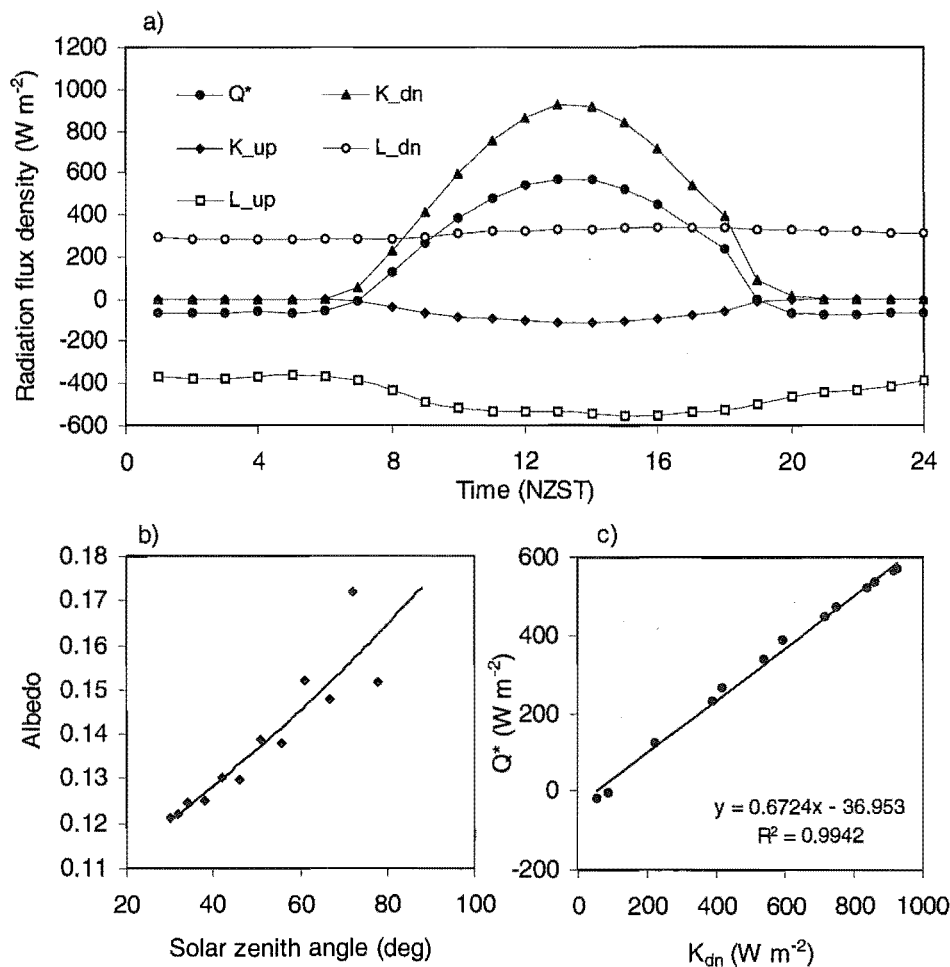 a)
Radiation flux density (W m⁻²)
1200
1000
800
600
400
200
0
-200
-400
-600
Q*
K_dn
K_up
L_dn
L_up
0
4
8
12
16
20
24
Time (NZST)
b)
Albedo
0.18
0.17
0.16
0.15
0.14
0.13
0.12
0.11
20
40
60
80
100
Solar zenith angle (deg)
c)
Q* (W m⁻²)
600
400
200
0
-200
y = 0.6724x - 36.953
R² = 0.9942
0
200
400
600
800
1000
K_dn (W m⁻²)